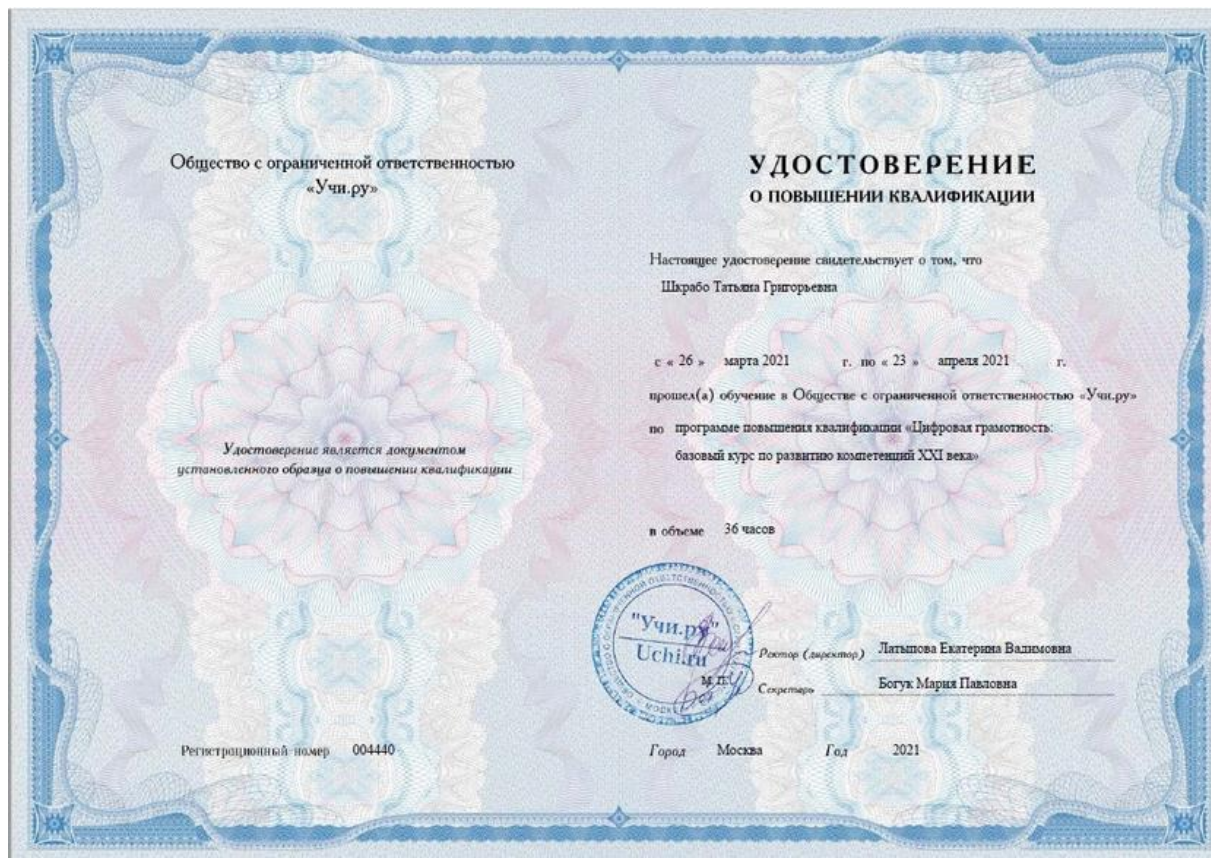 Общество с ограниченной ответственностью
«Учи.ру»
Удостоверение является документом
установленного образца о повышении квалификации
Регистрационный номер 004440
УДОСТОВЕРЕНИЕ
О ПОВЫШЕНИИ КВАЛИФИКАЦИИ
Настоящее удостоверение свидетельствует о том, что
Шкрабо Татьяна Григорьевна
с « 26 » марта 2021 г. по « 23 » апреля 2021 г.
прошел(а) обучение в Обществе с ограниченной ответственностью «Учи.ру»
по программе повышения квалификации «Цифровая грамотность:
базовый курс по развитию компетенций XXI века»
в объеме 36 часов
"Учи.ру"
Uchi.ru
М.П.
Ректор (директор) Латыпова Екатерина Вадимовна
Секретарь Богук Мария Павловна
Город Москва Год 2021